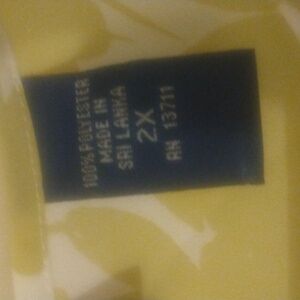 100% POLYESTER
MADE IN
SRI LANKA
2X
RN 13711